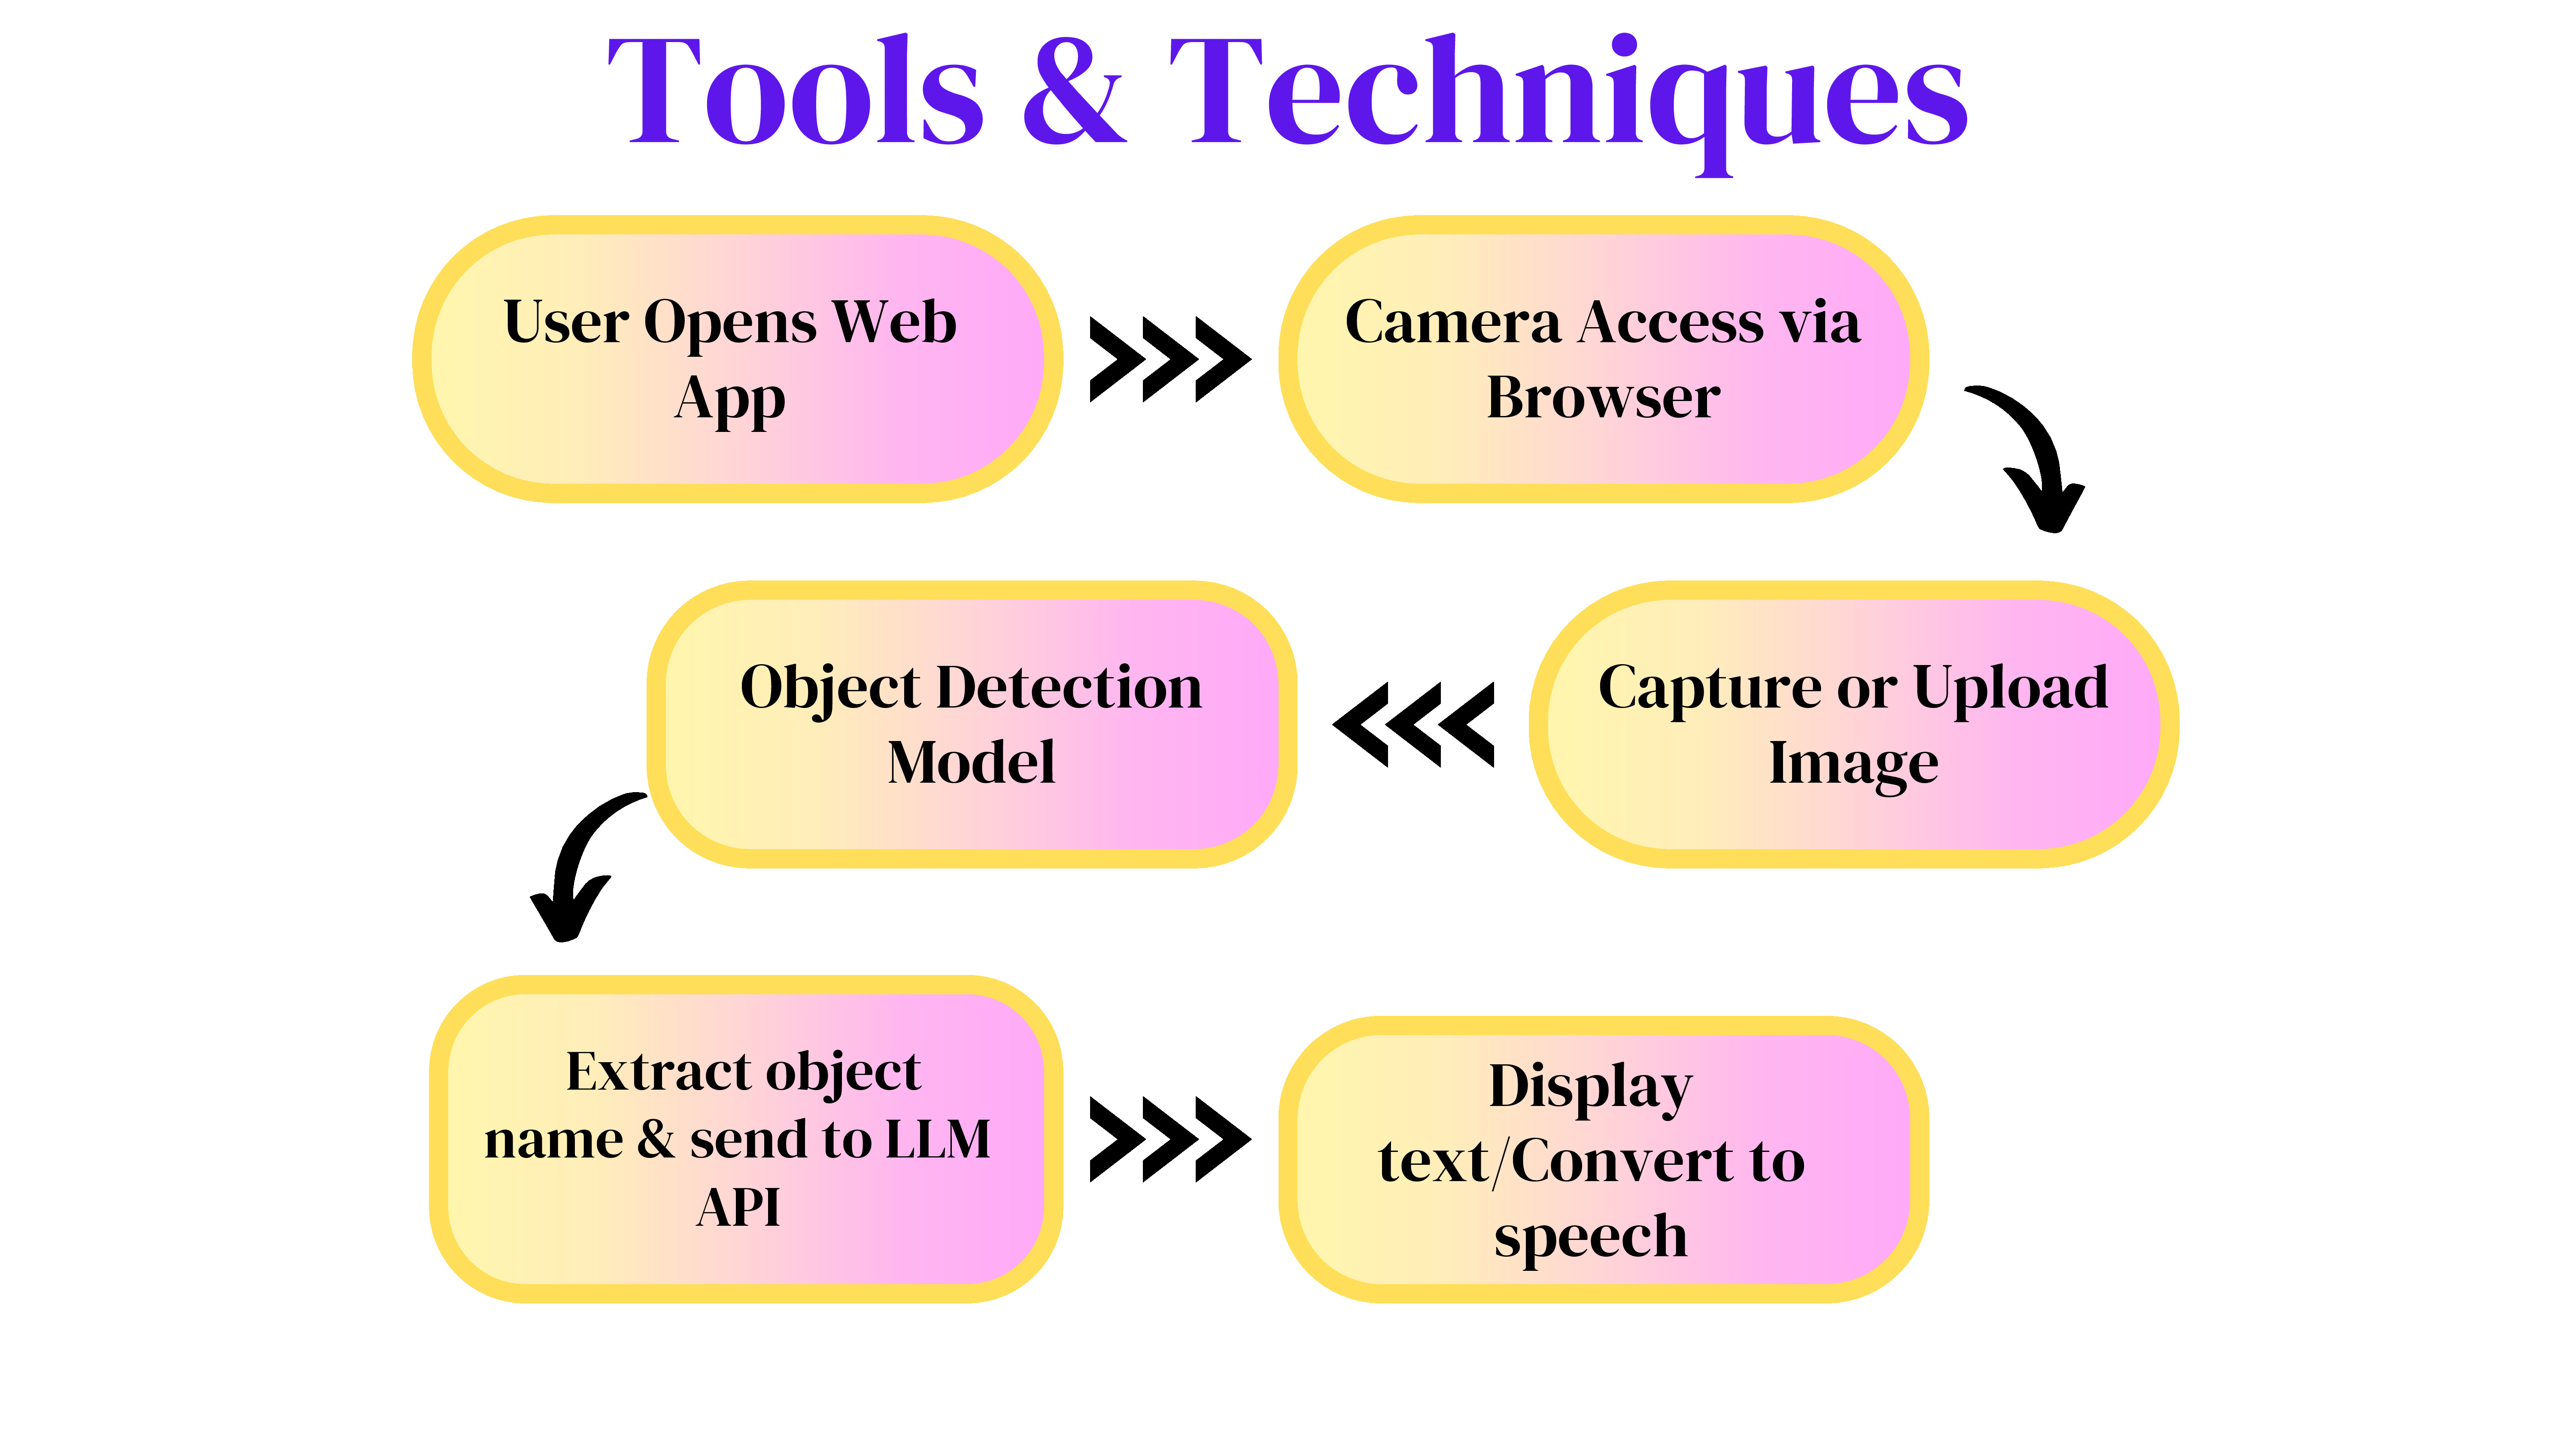 Tools & Techniques
User Opens Web
App
Camera Access via
Browser
Capture or Upload
Image
Object Detection
Model
Extract object
name & send to LLM
API
Display
text/Convert to
speech